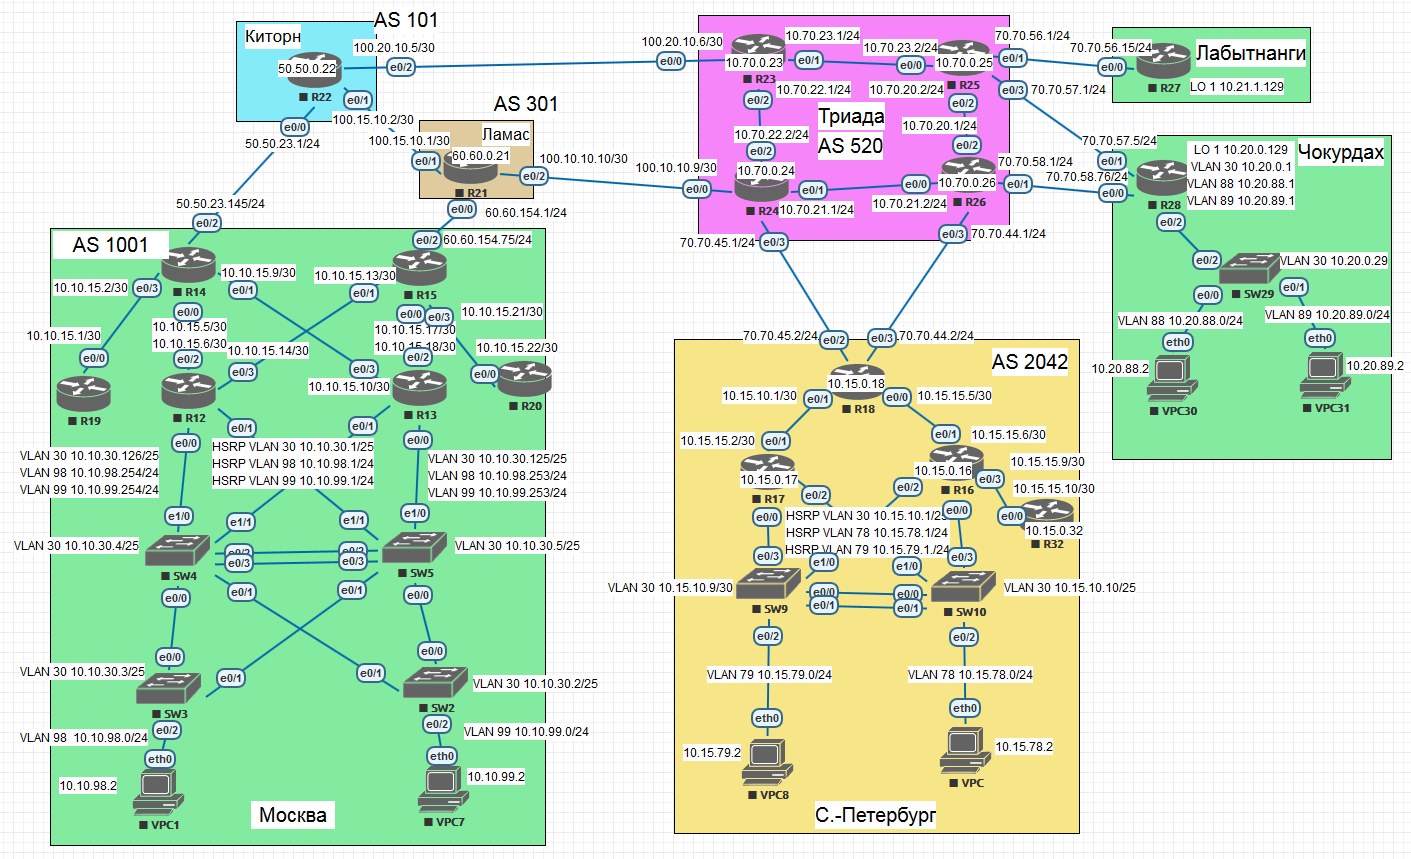 AS 101
Киторн
100.20.10.5/30
50.50.0.22
e0/2
R22
e0/1
e0/0
100.15.10.2/30
50.50.23.1/24
AS 301
Ламас
100.15.10.1/30
60.60.0.21
e0/1
e0/2
100.10.10.10/30
R21
e0/0
60.60.154.1/24
100.20.10.6/30
10.70.23.1/24
10.70.23.2/24
70.70.56.1/24
e0/0
10.70.0.23
e0/1
e0/0
10.70.0.25
e0/1
R23
R25
e0/2
10.70.22.1/24
10.70.20.2/24
e0/2
e0/3
70.70.57.1/24
Триада
AS 520
10.70.22.2/24
10.70.20.1/24
e0/2
e0/2
100.10.10.9/30
10.70.0.24
70.70.58.1/24
e0/0
e0/1
e0/0
10.70.0.26
e0/1
R24
10.70.21.1/24
10.70.21.2/24
R26
70.70.45.1/24
e0/3
e0/3
70.70.44.1/24
70.70.56.15/24
Лабытнанги
e0/0
R27
LO 1 10.21.1.129
70.70.57.5/24
LO 1 10.20.0.129
Чокурдах
e0/1
VLAN 30 10.20.0.1
70.70.58.76/24
VLAN 88 10.20.88.1
e0/0
R28
VLAN 89 10.20.89.1
e0/2
e0/2
VLAN 30 10.20.0.29
SW29
e0/0
e0/1
VLAN 88 10.20.88.0/24
VLAN 89 10.20.89.0/24
eth0
eth0
10.20.88.2
10.20.89.2
VPC30
VPC31
50.50.23.145/24
e0/2
AS 1001
e0/2
60.60.154.75/24
10.10.15.9/30
10.10.15.13/30
10.10.15.2/30
e0/3
R14
e0/1
e0/1
R15
e0/0
e0/0
e0/3
10.10.15.21/30
10.10.15.1/30
10.10.15.5/30
10.10.15.17/30
10.10.15.6/30
10.10.15.14/30
10.10.15.18/30
10.10.15.22/30
e0/0
e0/2
e0/3
e0/3
e0/2
e0/0
10.10.15.10/30
R19
R12
R13
R20
e0/0
e0/1
e0/1
e0/0
HSRP VLAN 30 10.10.30.1/25
HSRP VLAN 98 10.10.98.1/24
HSRP VLAN 99 10.10.99.1/24
VLAN 30 10.10.30.126/25
VLAN 98 10.10.98.254/24
VLAN 99 10.10.99.254/24
VLAN 30 10.10.30.125/25
VLAN 98 10.10.98.253/24
VLAN 99 10.10.99.253/24
e1/0
e1/1
e1/1
e1/0
VLAN 30 10.10.30.4/25
e0/2
e0/3
e0/2
e0/3
VLAN 30 10.10.30.5/25
SW4
SW5
e0/0
e0/1
e0/1
e0/0
e0/0
e0/0
VLAN 30 10.10.30.3/25
e0/1
e0/1
VLAN 30 10.10.30.2/25
SW3
SW2
e0/2
e0/2
VLAN 98 10.10.98.0/24
VLAN 99 10.10.99.0/24
eth0
eth0
10.10.98.2
10.10.99.2
VPC1
VPC7
Москва
70.70.45.2/24
e0/2
e0/3
70.70.44.2/24
AS 2042
10.15.0.18
10.15.10.1/30
e0/1
e0/0
10.15.15.5/30
R18
10.15.15.2/30
e0/1
e0/1
10.15.15.6/30
10.15.0.17
10.15.0.16
10.15.15.9/30
R17
e0/2
e0/2
R16
e0/3
10.15.15.10/30
e0/0
e0/0
e0/0
10.15.0.32
R32
HSRP VLAN 30 10.15.10.1/25
HSRP VLAN 78 10.15.78.1/24
HSRP VLAN 79 10.15.79.1./24
e0/3
e1/0
e1/0
e0/3
VLAN 30 10.15.10.9/30
e0/0
e0/1
e0/0
e0/1
VLAN 30 10.15.10.10/25
SW9
SW10
e0/2
e0/2
VLAN 79 10.15.79.0/24
VLAN 78 10.15.78.0/24
eth0
eth0
10.15.79.2
10.15.78.2
VPC8
VPC
С.-Петербург